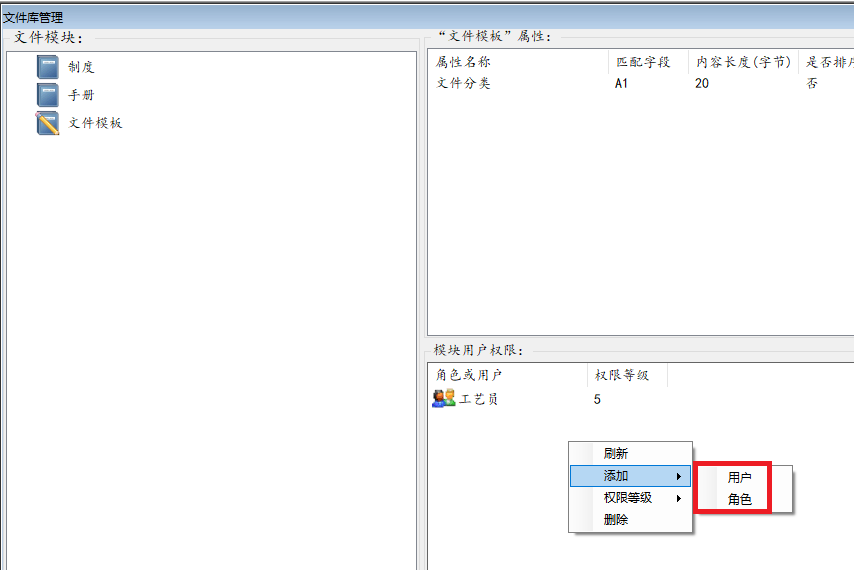 文件库管理
文件模块：
制度
手册
文件模板
“文件模板”属性：
属性名称 匹配字段 内容长度(字节) 是否排序
文件分类 A1 20 否
模块用户权限：
角色或用户 权限等级
工艺员 5
刷新
添加
权限等级
删除
用户
角色